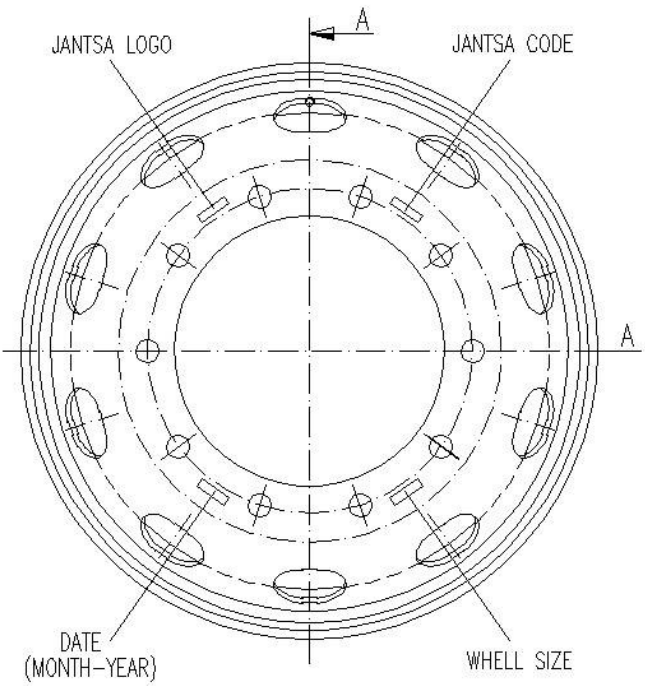 A
JANTSA LOGO
JANTSA CODE
A
DATE
(MONTH-YEAR)
WHELL SIZE